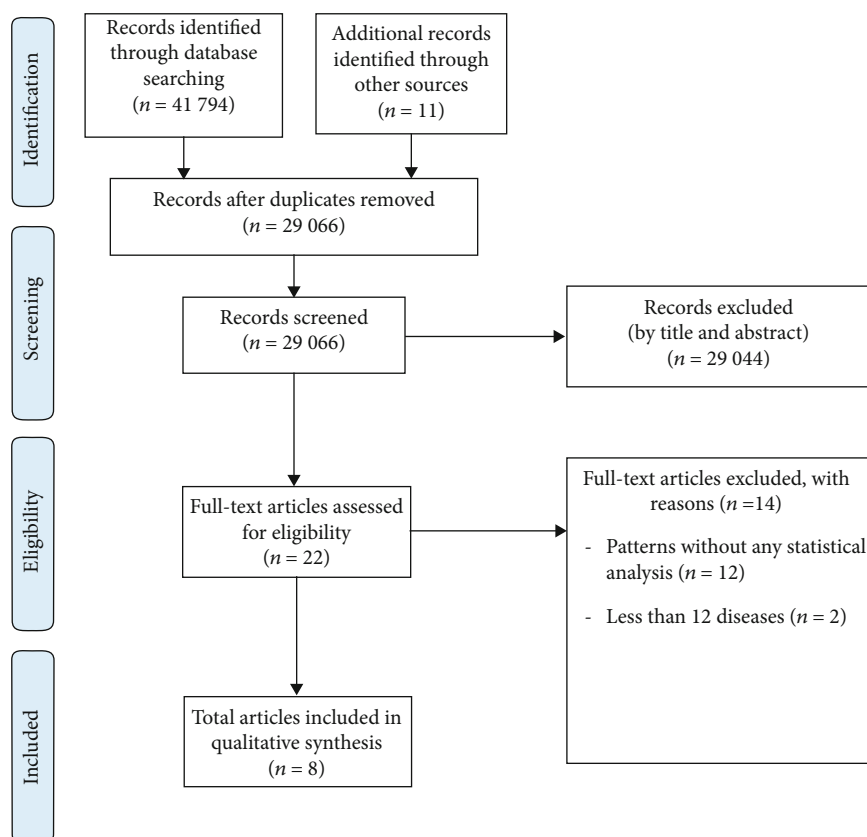 Identification
Records identified
through database
searching
(n = 41 794)
Additional records
identified through
other sources
(n = 11)
Records after duplicates removed
(n = 29 066)
Screening
Records screened
(n = 29 066)
Records excluded
(by title and abstract)
(n = 29 044)
Eligibility
Full-text articles assessed
for eligibility
(n = 22)
Full-text articles excluded, with
reasons (n =14)
- Patterns without any statistical
analysis (n = 12)
- Less than 12 diseases (n = 2)
Included
Total articles included in
qualitative synthesis
(n = 8)